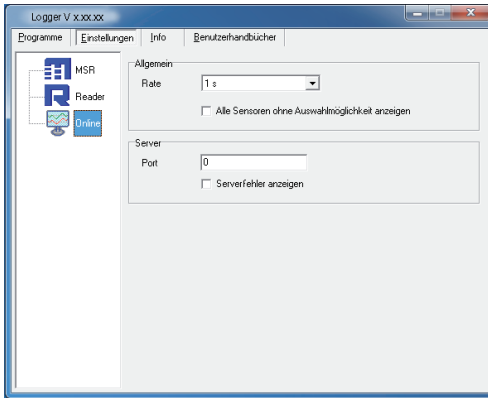 Logger V x.xx.xx
Programme Einstellungen Info Benutzerhandbücher
MSR
Reader
Online
Allgemein
Rate 1 s
Alle Sensoren ohne Auswahlmöglichkeit anzeigen
Server
Port 0
Serverfehler anzeigen